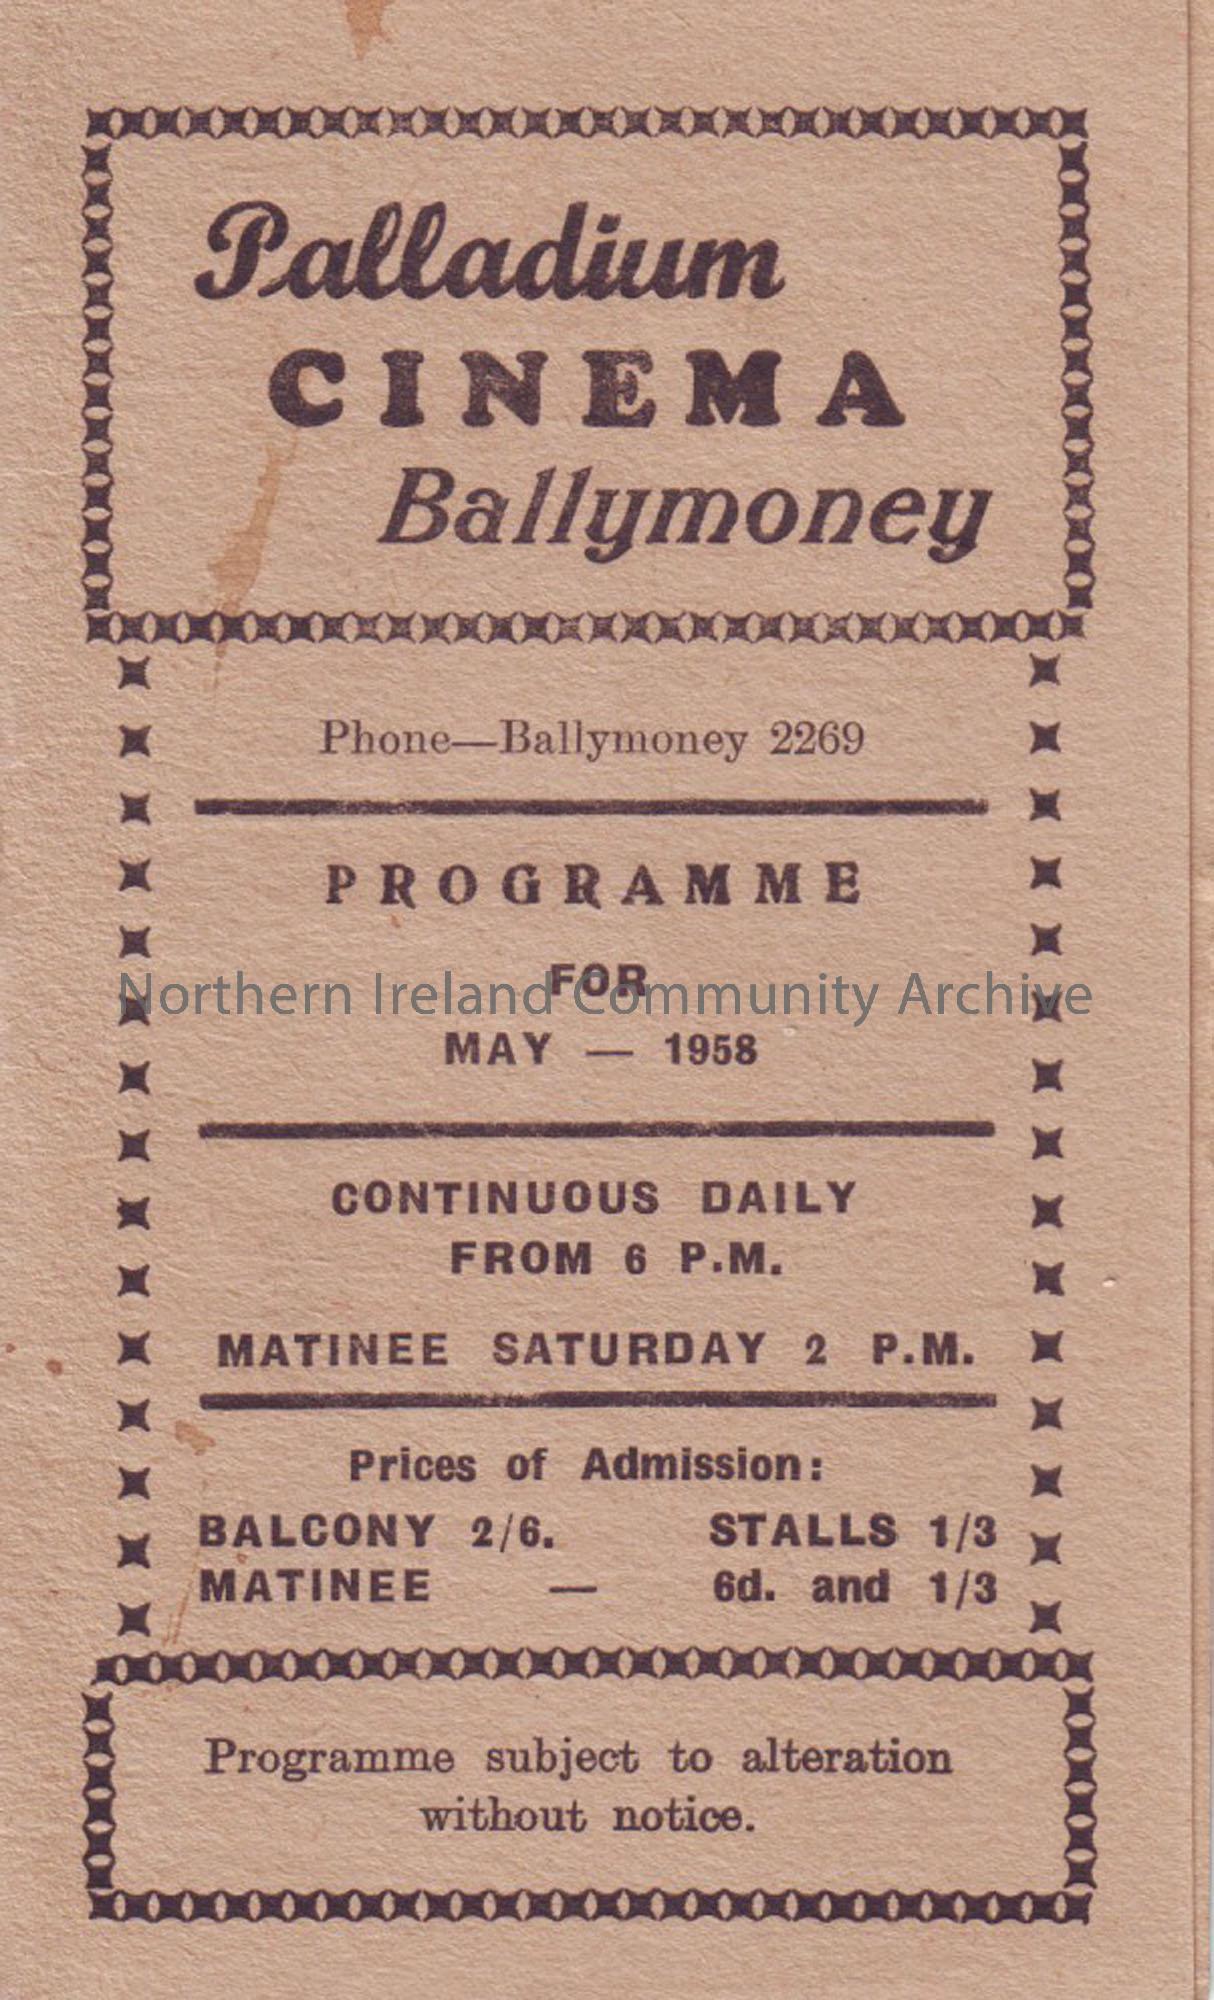 Palladium
CINEMA
Ballymoney
Phone—Ballymoney 2269
PROGRAMME
FOR
Northern Ireland Community Archive
MAY — 1958
CONTINUOUS DAILY
FROM 6 P.M.
MATINEE SATURDAY 2 P.M.
Prices of Admission:
BALCONY 2/6. STALLS 1/3
MATINEE — 6d. and 1/3
Programme subject to alteration
without notice.